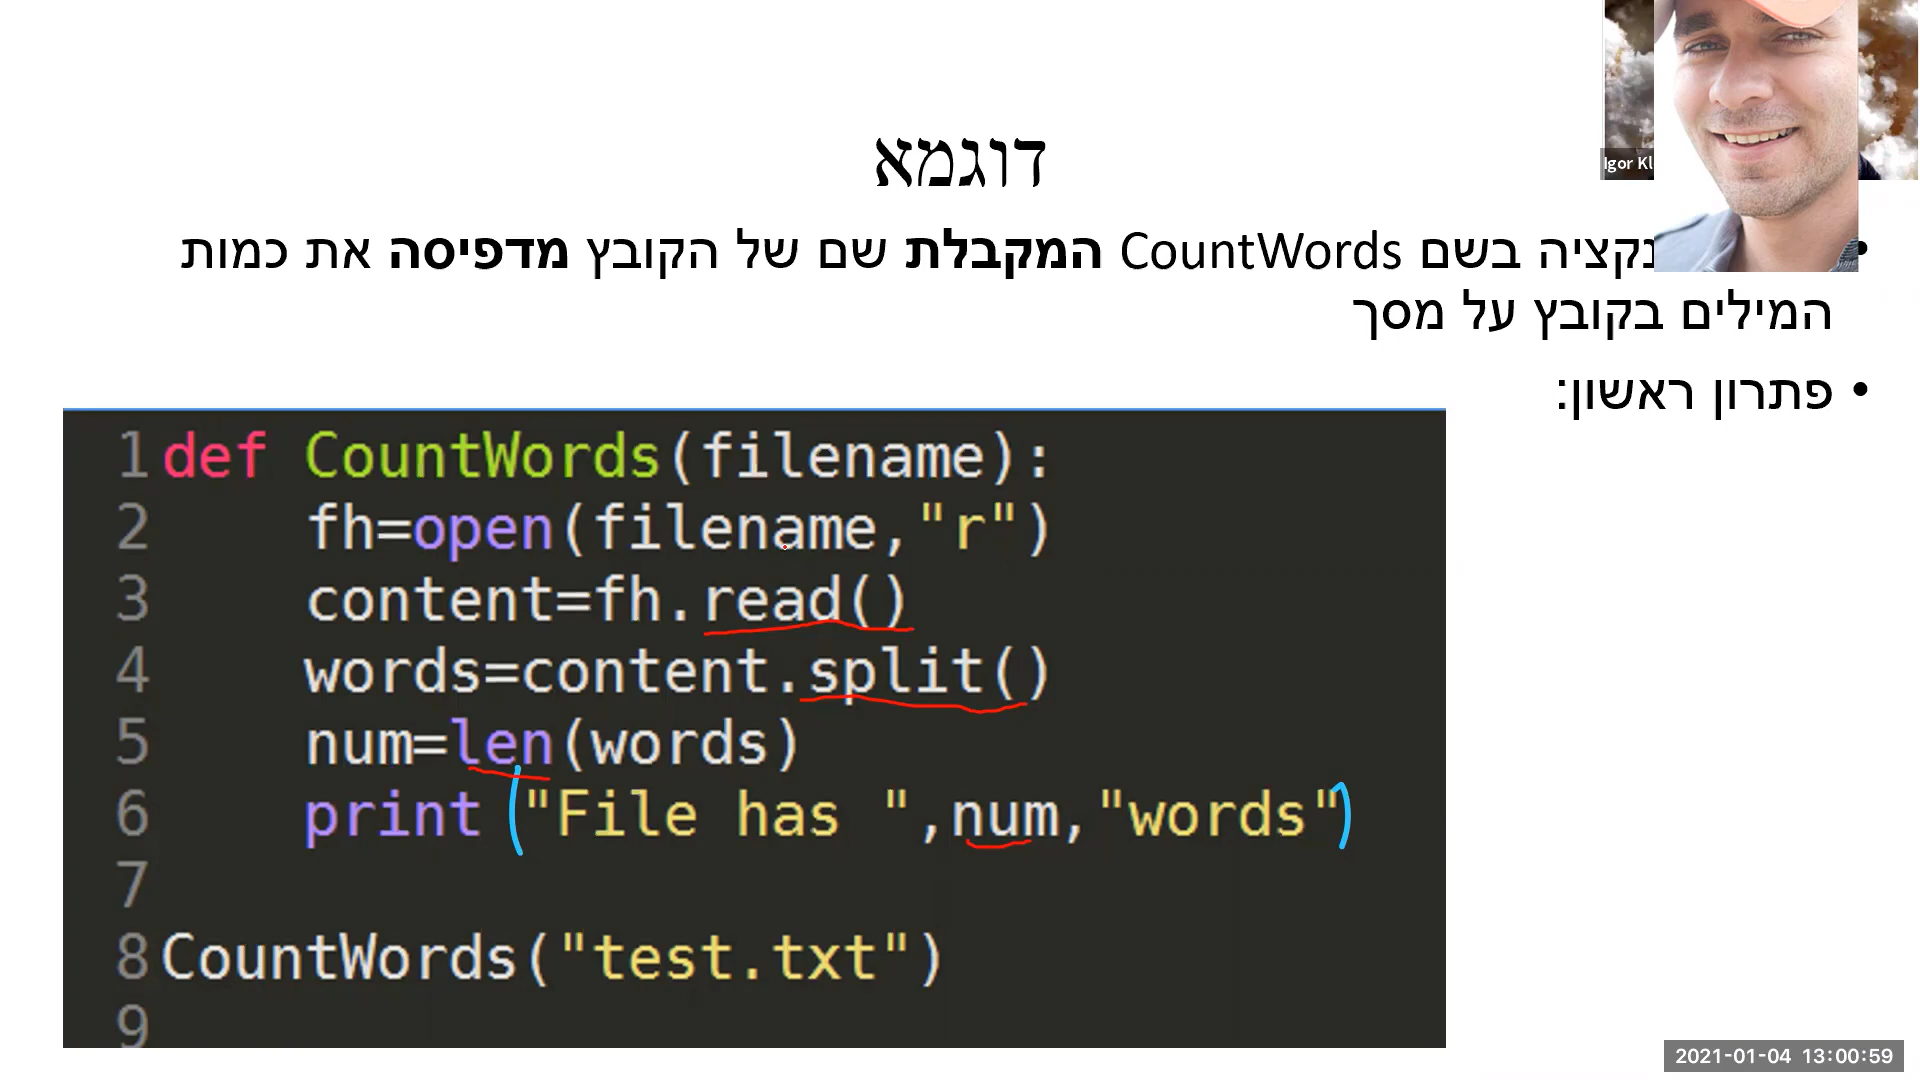 Igor Kl
דוגמא
נקציה בשם CountWords המקבלת שם של הקובץ מדפיסה את כמות
המילים בקובץ על מסך
• פתרון ראשון:
1 def CountWords(filename):
2 fh=open(filename,"r")
3 content=fh.read()
4 words=content.split()
5 num=len(words)
6 print ("File has ",num,"words")
7
8 CountWords("test.txt")
9
2021-01-04 13:00:59